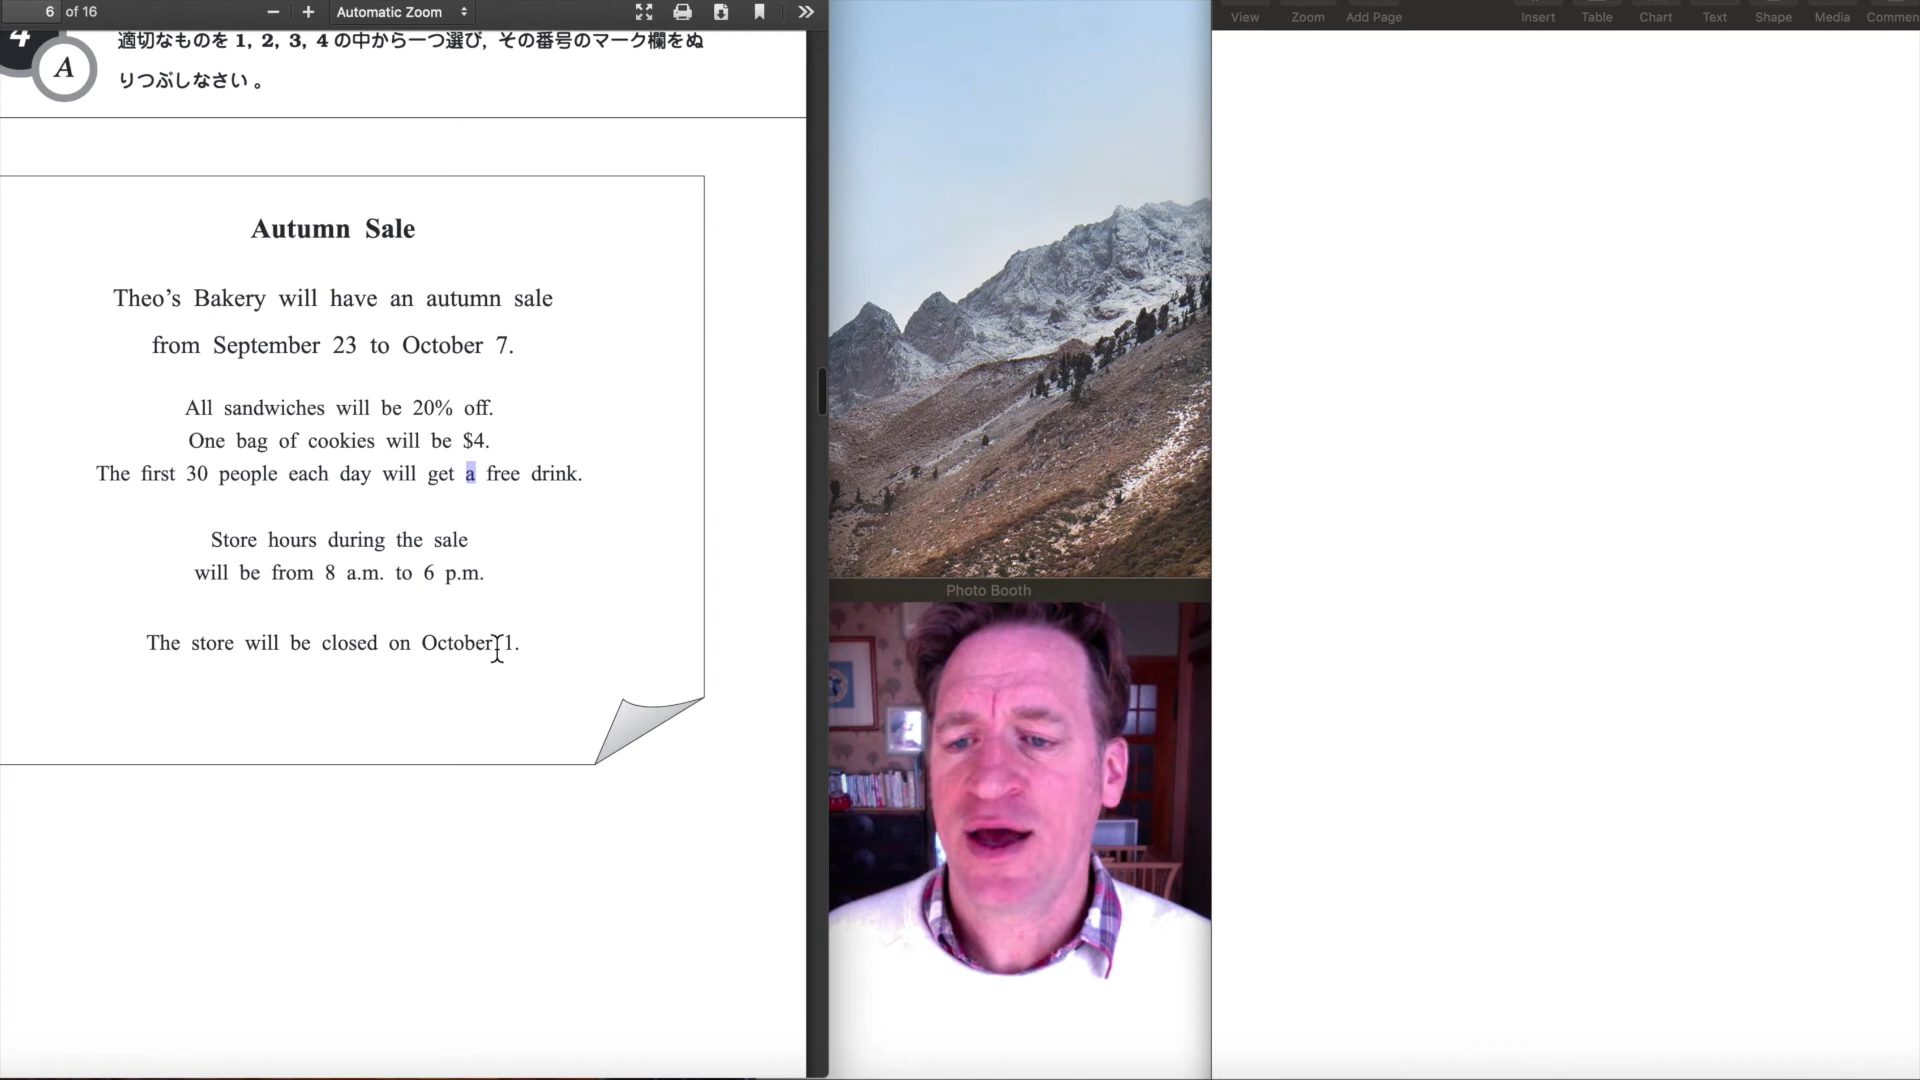 6 of 16
Automatic Zoom
View Zoom Add Page Insert Table Chart Text Shape Media Commen
4
A
適切なものを 1, 2, 3, 4 の中から一つ選び, その番号のマーク欄をぬ
りつぶしなさい 。
Autumn Sale
Theo's Bakery will have an autumn sale
from September 23 to October 7.
All sandwiches will be 20% off.
One bag of cookies will be $4.
The first 30 people each day will get a free drink.
Store hours during the sale
will be from 8 a.m. to 6 p.m.
The store will be closed on October 1.
Photo Booth